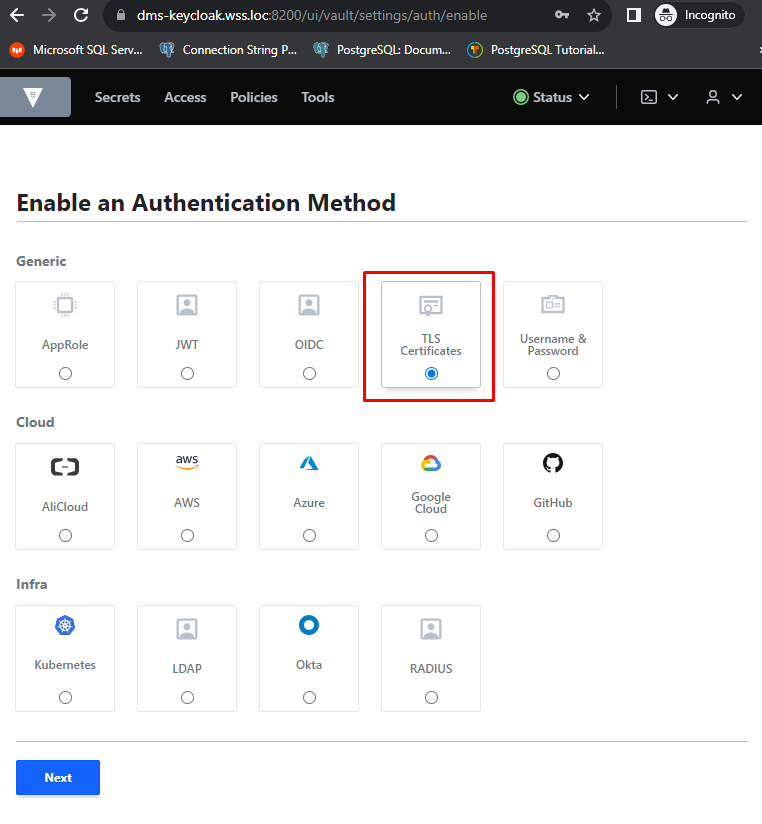 dms-keycloak.wss.loc:8200/ui/vault/settings/auth/enable
Incognito
Microsoft SQL Serv... Connection String P... PostgreSQL: Docum... PostgreSQL Tutorial...
Secrets Access Policies Tools Status
Enable an Authentication Method
Generic
AppRole
JWT
OIDC
TLS
Certificates
Username &
Password
Cloud
AliCloud
aws
AWS
Azure
Google
Cloud
GitHub
Infra
Kubernetes
LDAP
Okta
RADIUS
Next